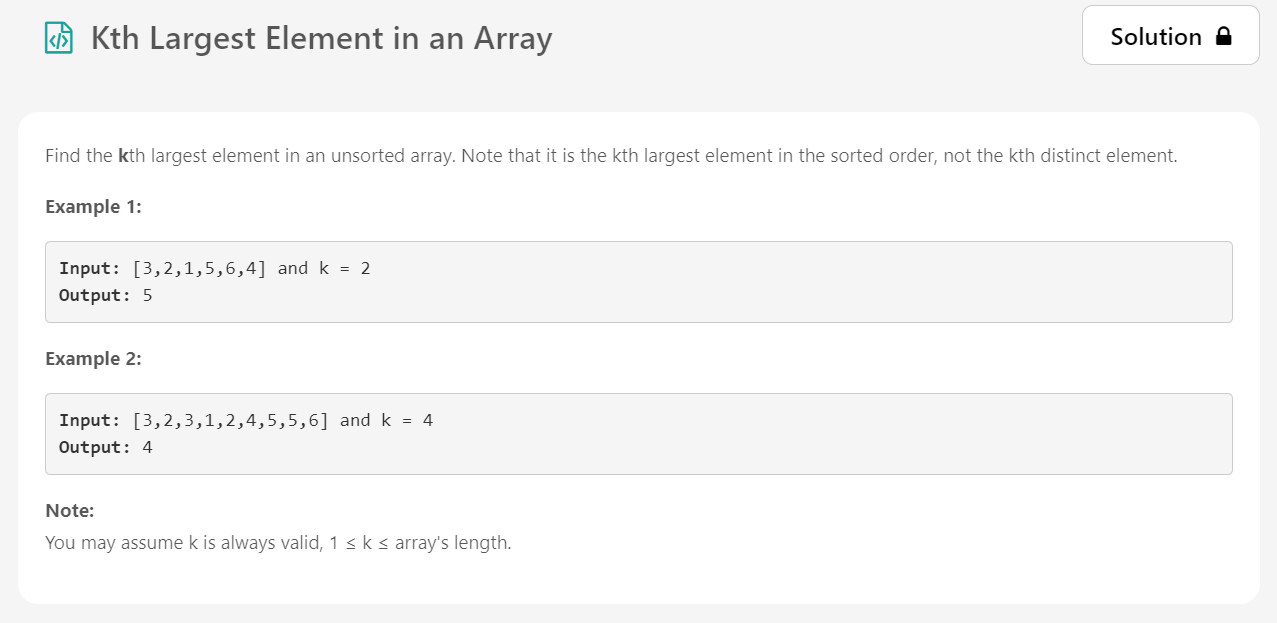 Kth Largest Element in an Array
Solution
Find the kth largest element in an unsorted array. Note that it is the kth largest element in the sorted order, not the kth distinct element.
Example 1:
Input: [3,2,1,5,6,4] and k = 2
Output: 5
Example 2:
Input: [3,2,3,1,2,4,5,5,6] and k = 4
Output: 4
Note:
You may assume k is always valid, 1 ≤ k ≤ array's length.